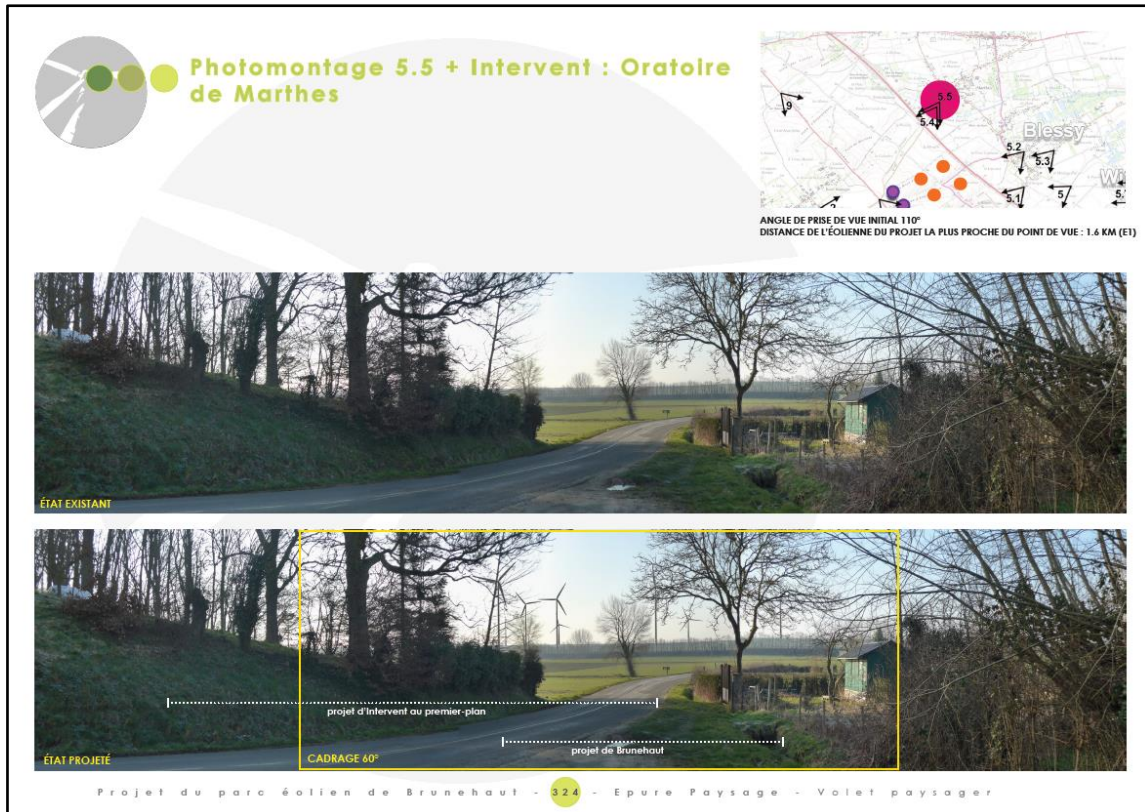 Photomontage 5.5 + Intervent : Oratoire
de Marthes
9
5.5
5.4
Blessy
5.2
5.3
Wi
5.1
5
5.
2
ANGLE DE PRISE DE VUE INITIAL 110°
DISTANCE DE L'ÉOLIENNE DU PROJET LA PLUS PROCHE DU POINT DE VUE : 1.6 KM (E1)
ÉTAT EXISTANT
projet d'Intervent au premier-plan
projet de Brunehaut
ÉTAT PROJETÉ
CADRAGE 60°
Projet du parc éolien de Brunehaut - 324 - Epure Paysage - Volet paysager